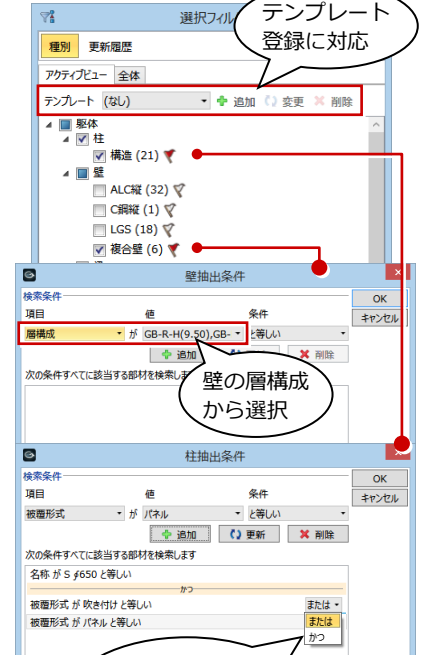 選択フィル
テンプレート
登録に対応
種別 更新履歴
アクティブビュー 全体
テンプレート (なし) 追加 変更 削除
躯体
柱
構造 (21)
壁
ALC縦 (32)
C鋼縦 (1)
LGS (18)
複合壁 (6)
壁抽出条件
検索条件
OK
キャンセル
項目 値 条件
層構成 が GB-R-H(9.50),GB- と等しい
追加 削除
次の条件すべてに該当する部材を検索しま
壁の層構成
から選択
柱抽出条件
検索条件
OK
キャンセル
項目 値 条件
被覆形式 が パネル と等しい
追加 更新 削除
次の条件すべてに該当する部材を検索します
名称 が S ∮650 と等しい
かつ
被覆形式 が 吹き付け と等しい または
被覆形式 が パネル と等しい または
かつ